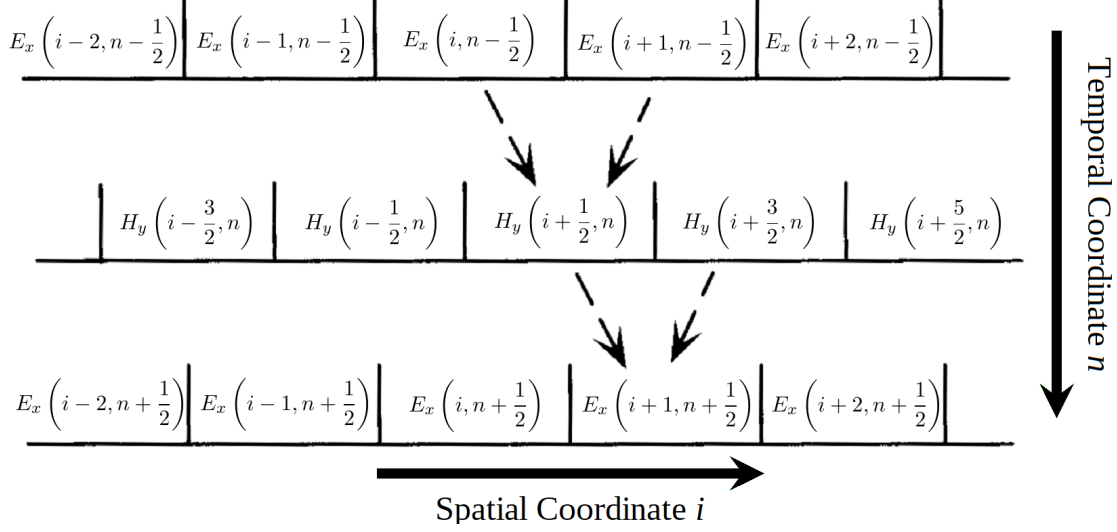 E_x(i−2, n−1/2) E_x(i−1, n−1/2) E_x(i, n−1/2) E_x(i+1, n−1/2) E_x(i+2, n−1/2)
H_y(i−3/2, n) H_y(i−1/2, n) H_y(i+1/2, n) H_y(i+3/2, n) H_y(i+5/2, n)
E_x(i−2, n+1/2) E_x(i−1, n+1/2) E_x(i, n+1/2) E_x(i+1, n+1/2) E_x(i+2, n+1/2)
Spatial Coordinate i
Temporal Coordinate n